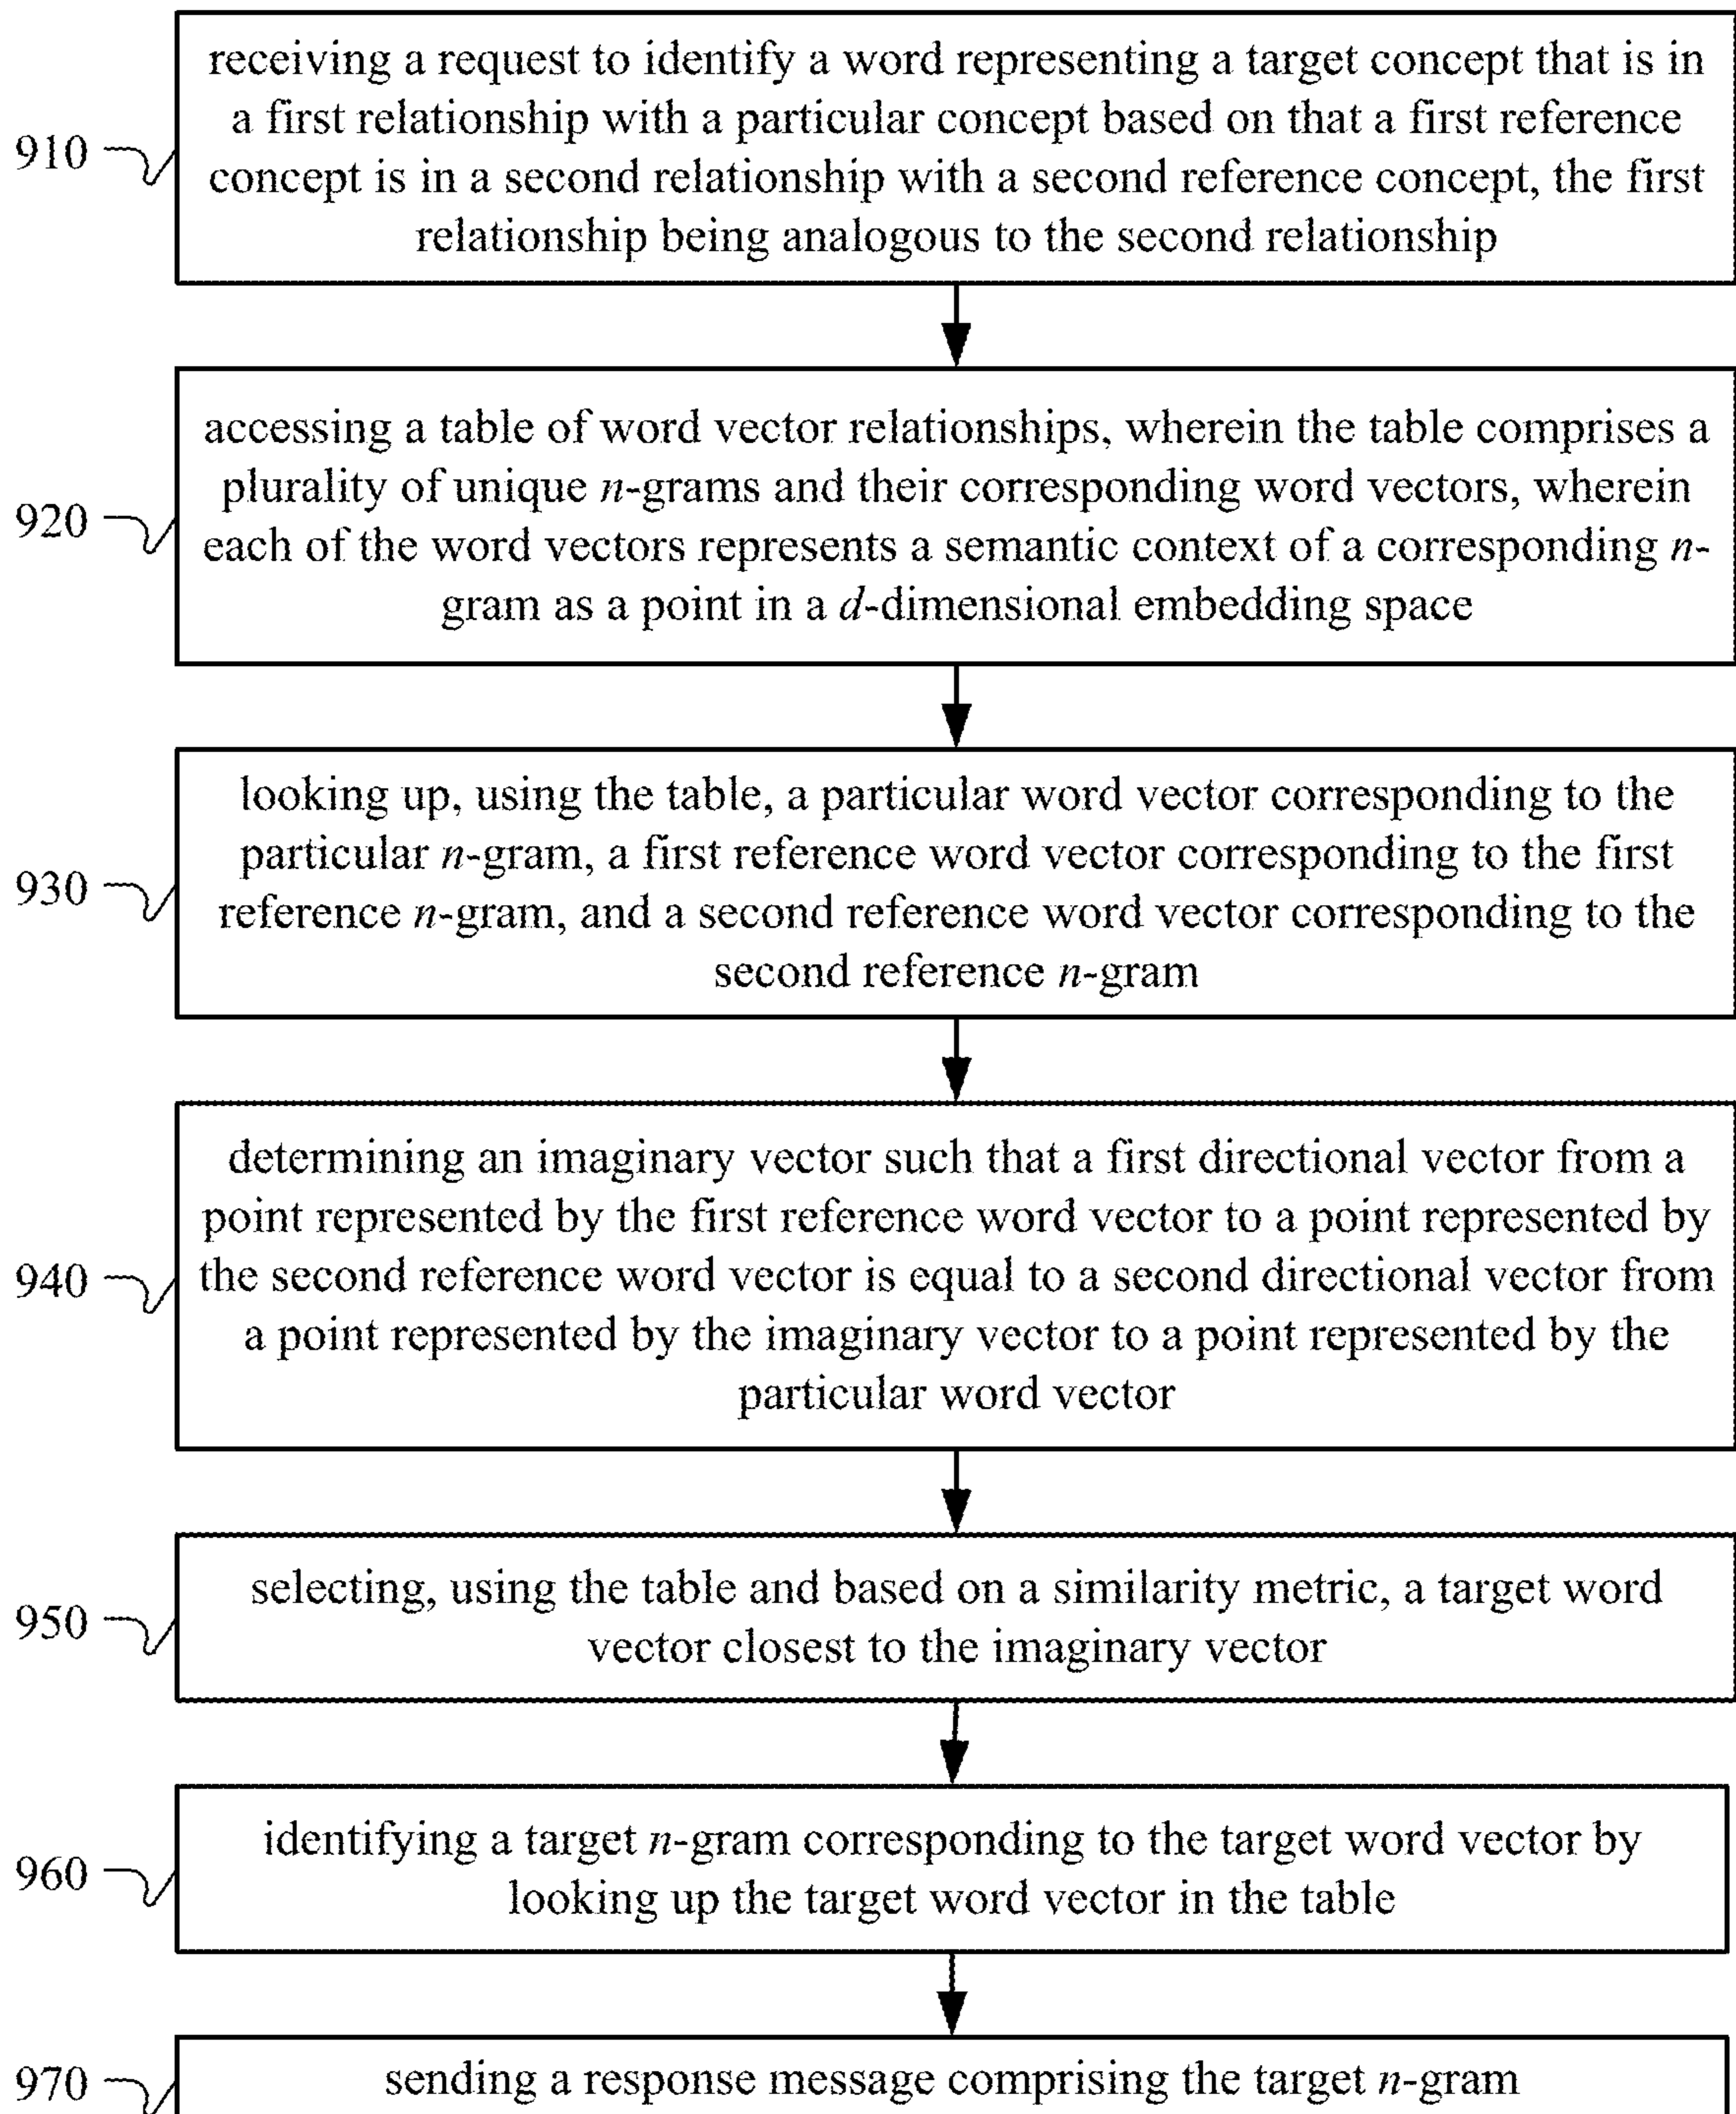 receiving a request to identify a word representing a target concept that is in
a first relationship with a particular concept based on that a first reference
910
concept is in a second relationship with a second reference concept, the first
relationship being analogous to the second relationship
accessing a table of word vector relationships, wherein the table comprises a
plurality of unique n-grams and their corresponding word vectors, wherein
920
each of the word vectors represents a semantic context of a corresponding n-
gram as a point in a d-dimensional embedding space
looking up, using the table, a particular word vector corresponding to the
particular n-gram, a first reference word vector corresponding to the first
930
reference n-gram, and a second reference word vector corresponding to the
second reference n-gram
determining an imaginary vector such that a first directional vector from a
point represented by the first reference word vector to a point represented by
940
the second reference word vector is equal to a second directional vector from
a point represented by the imaginary vector to a point represented by the
particular word vector
selecting, using the table and based on a similarity metric, a target word
950
vector closest to the imaginary vector
identifying a target n-gram corresponding to the target word vector by
960
looking up the target word vector in the table
970
sending a response message comprising the target n-gram